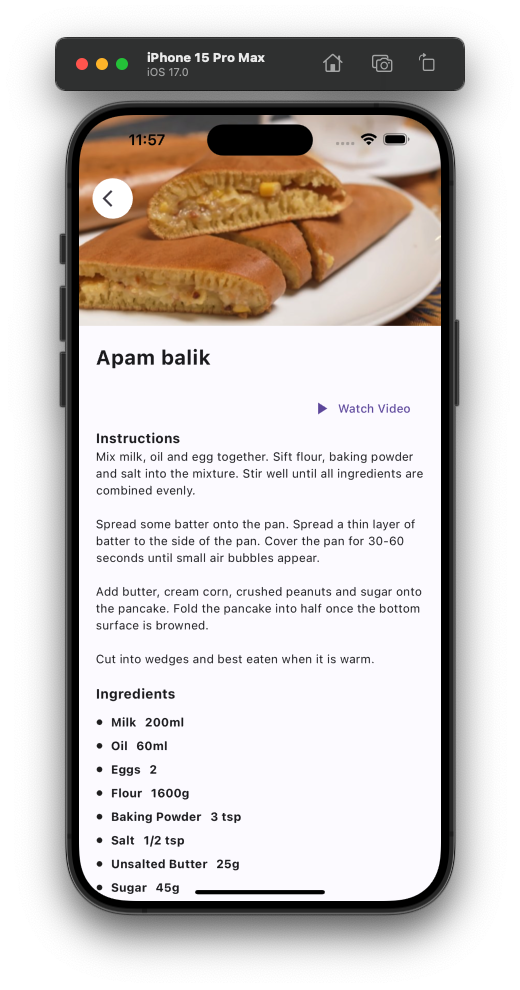 iPhone 15 Pro Max
iOS 17.0
11:57
Apam balik
Watch Video
Instructions
Mix milk, oil and egg together. Sift flour, baking powder
and salt into the mixture. Stir well until all ingredients are
combined evenly.
Spread some batter onto the pan. Spread a thin layer of
batter to the side of the pan. Cover the pan for 30-60
seconds until small air bubbles appear.
Add butter, cream corn, crushed peanuts and sugar onto
the pancake. Fold the pancake into half once the bottom
surface is browned.
Cut into wedges and best eaten when it is warm.
Ingredients
● Milk 200ml
● Oil 60ml
● Eggs 2
● Flour 1600g
● Baking Powder 3 tsp
● Salt 1/2 tsp
● Unsalted Butter 25g
● Sugar 45g